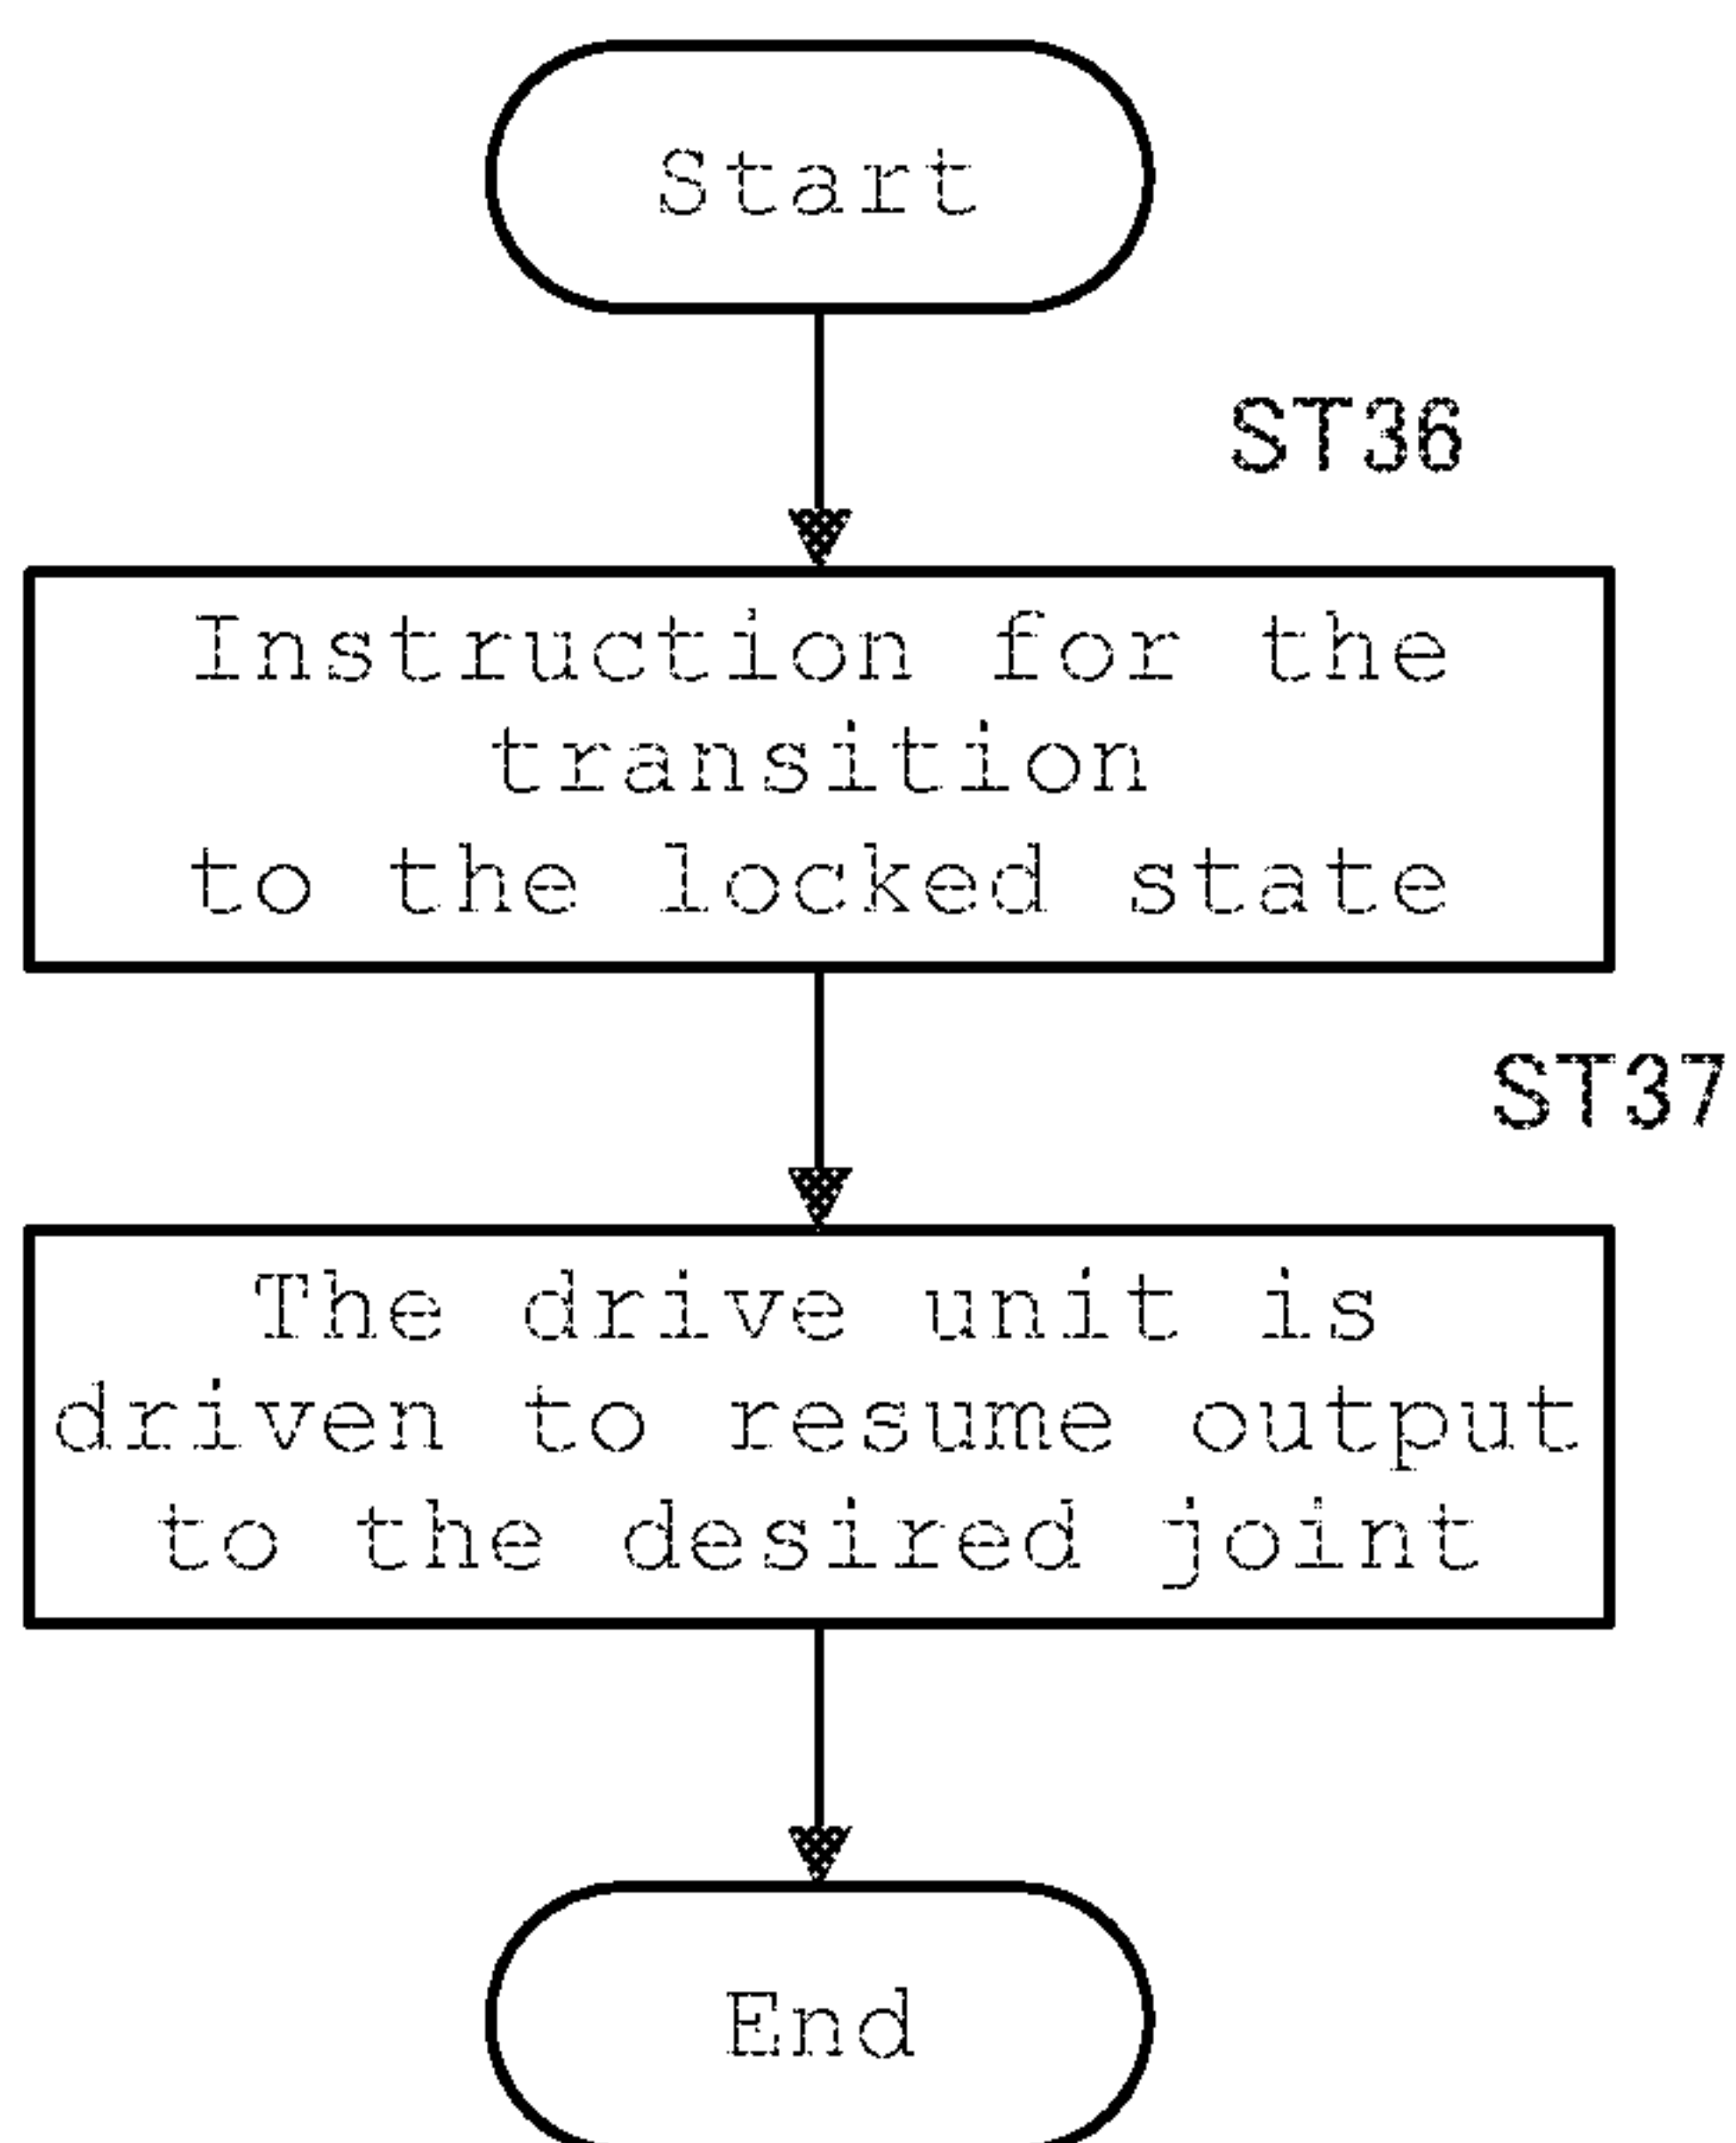 Start
ST36
Instruction for the
transition
to the locked state
ST37
The drive unit is
driven to resume output
to the desired joint
End